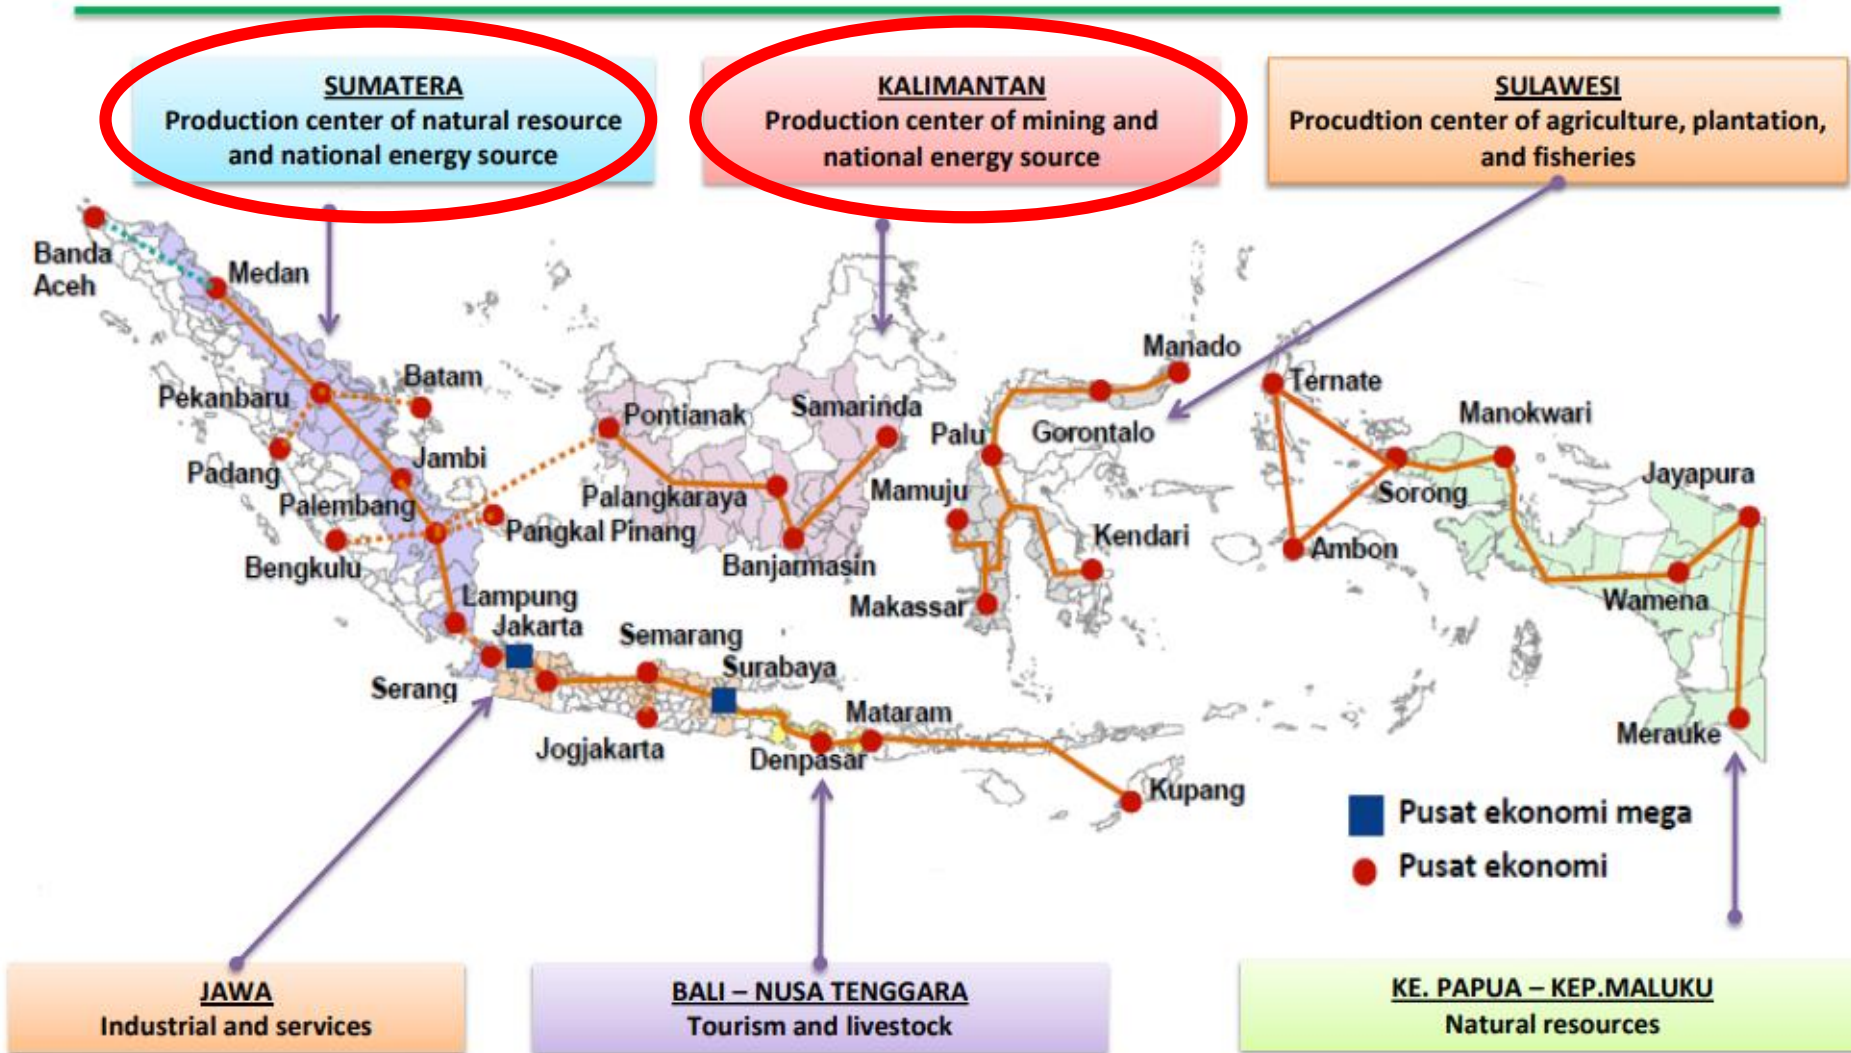 SUMATERA
Production center of natural resource
and national energy source
KALIMANTAN
Production center of mining and
national energy source
SULAWESI
Procudtion center of agriculture, plantation,
and fisheries
Banda
Aceh
Medan
Pekanbaru
Batam
Padang
Jambi
Palembang
Pangkal Pinang
Bengkulu
Lampung
Jakarta
Serang
Semarang
Surabaya
Jogjakarta
Denpasar
Mataram
Kupang
Pontianak
Samarinda
Palangkaraya
Banjarmasin
Manado
Gorontalo
Palu
Mamuju
Kendari
Makassar
Ternate
Manokwari
Sorong
Ambon
Jayapura
Wamena
Merauke
Pusat ekonomi mega
Pusat ekonomi
JAWA
Industrial and services
BALI – NUSA TENGGARA
Tourism and livestock
KE. PAPUA – KEP.MALUKU
Natural resources